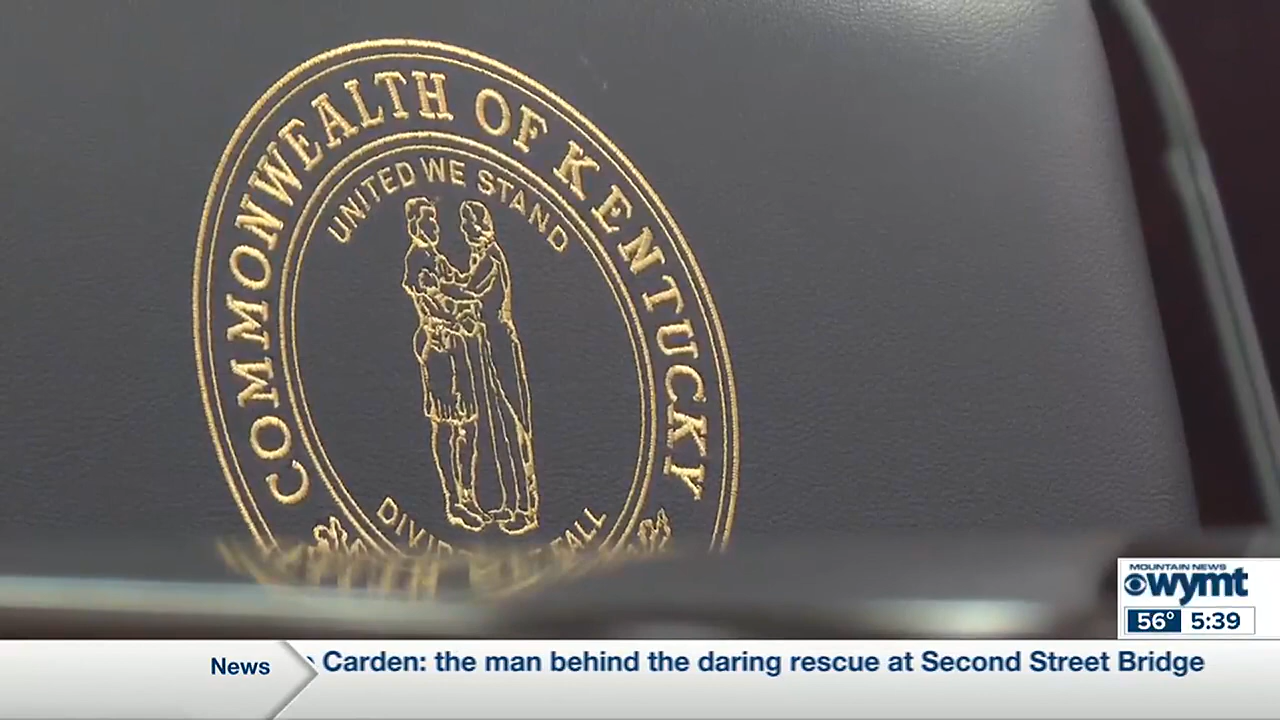 COMMONWEALTH OF KENTUCKY
UNITED WE STAND
MOUNTAIN NEWS
wymt
56° 5:39
News
Carden: the man behind the daring rescue at Second Street Bridge